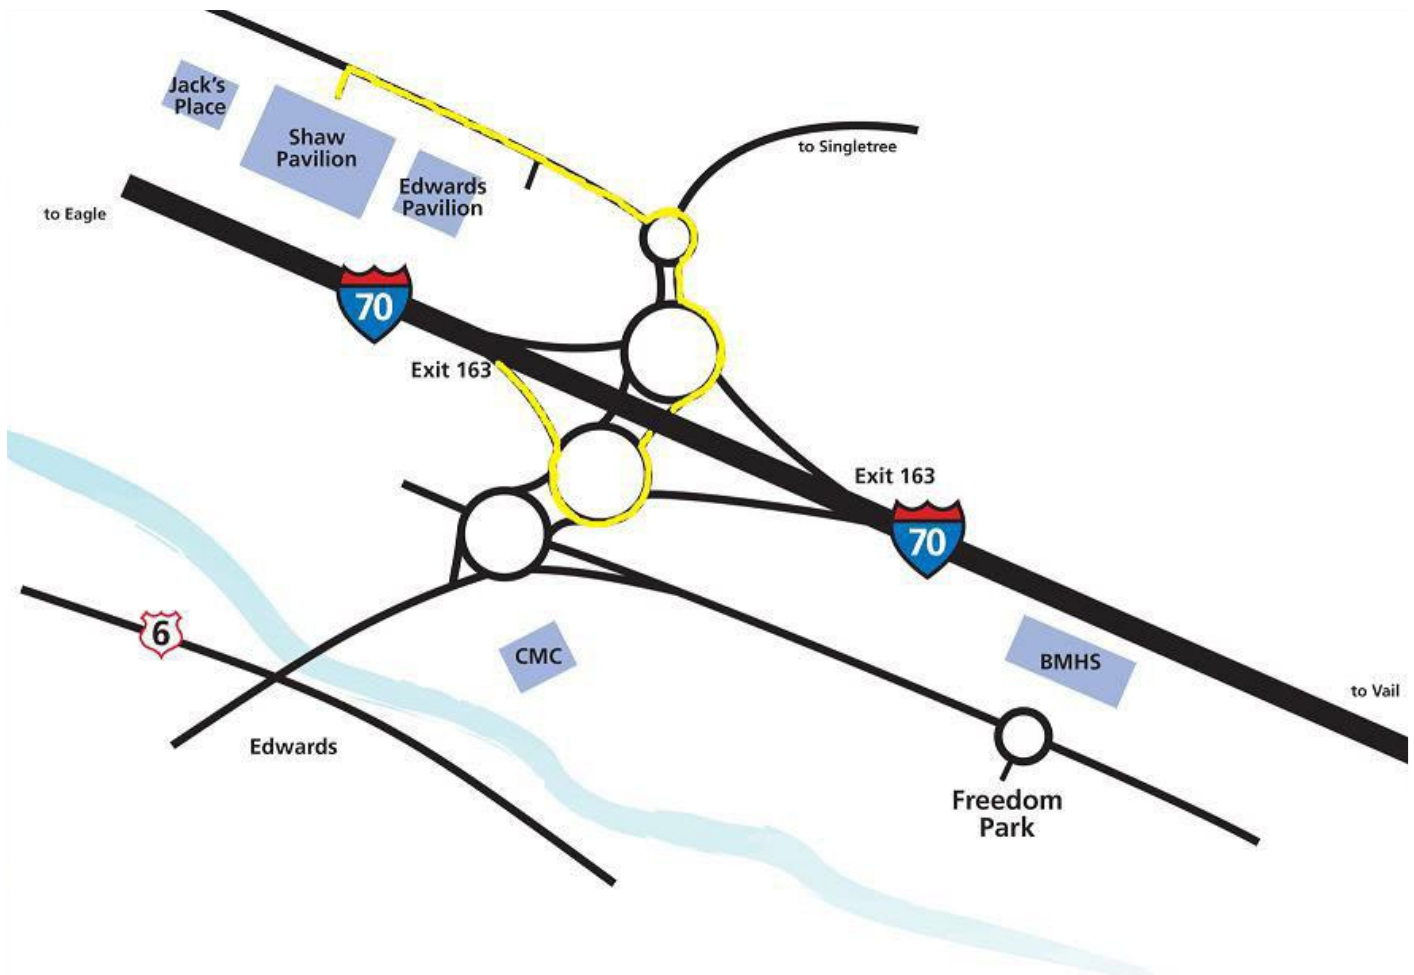 Jack's
Place
Shaw
Pavilion
Edwards
Pavilion
to Singletree
to Eagle
70
Exit 163
Exit 163
70
6
CMC
BMHS
to Vail
Edwards
Freedom
Park